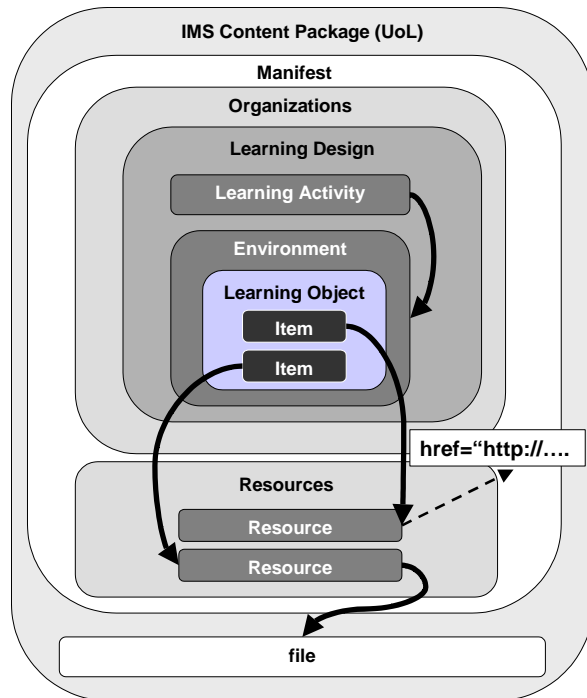 IMS Content Package (UoL)
Manifest
Organizations
Learning Design
Learning Activity
Environment
Learning Object
Item
Item
href=“http://….
Resources
Resource
Resource
file